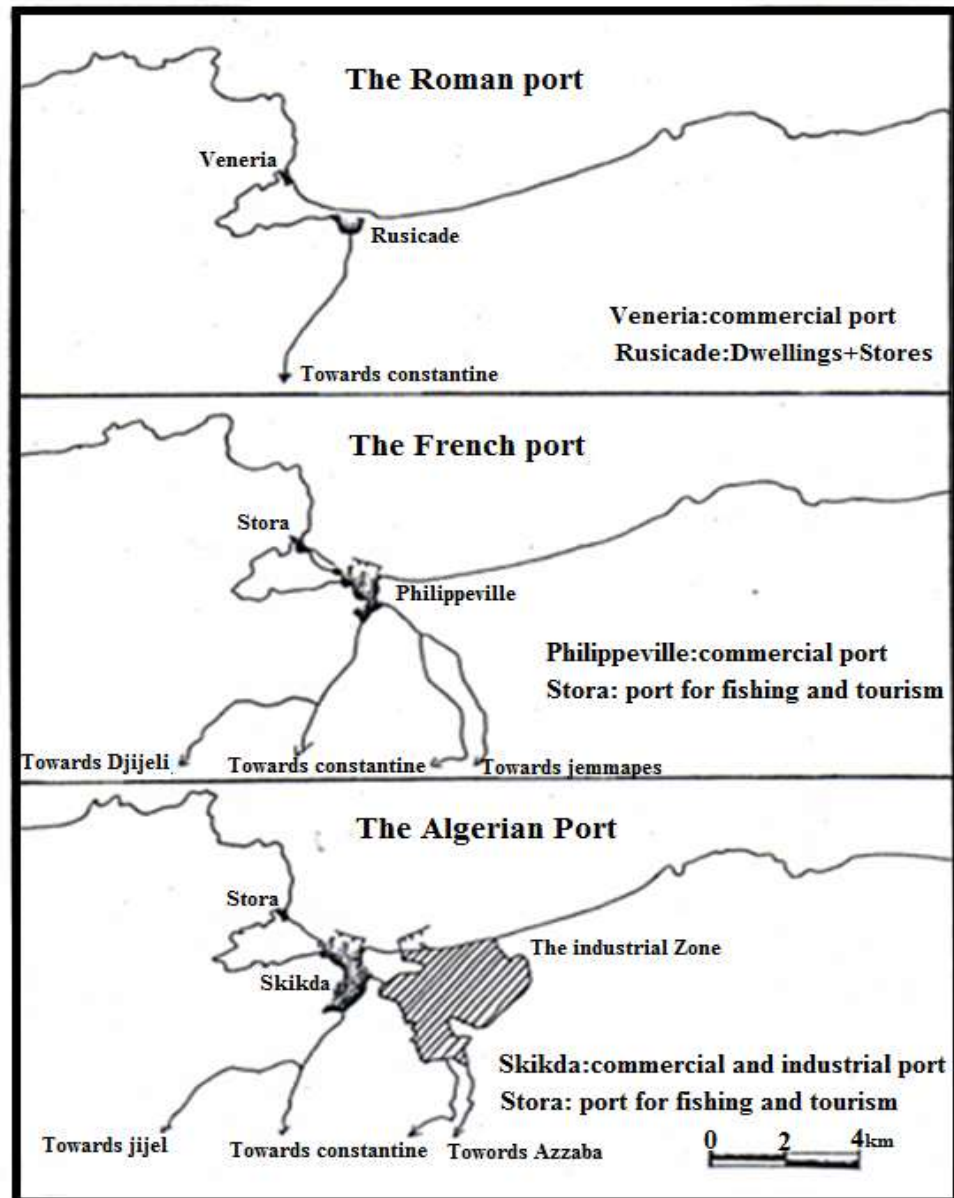 The Roman port
Veneria
Rusicade
Veneria:commercial port
Rusicade:Dwellings+Stores
Towards constantine
The French port
Stora
Philippeville
Philippeville:commercial port
Stora: port for fishing and tourism
Towards Djijeli
Towards constantine
Towards jemmapes
The Algerian Port
Stora
The industrial Zone
Skikda
Skikda:commercial and industrial port
Stora: port for fishing and tourism
Towards jijel
Towards constantine
Towords Azzaba
0 2 4km